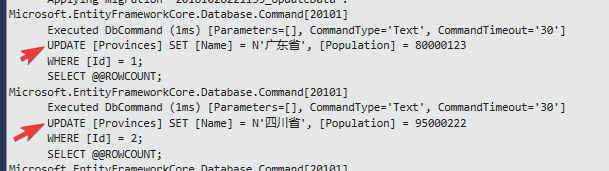 Microsoft.EntityFrameworkCore.Database.Command[20101]
Executed DbCommand (1ms) [Parameters=[], CommandType='Text', CommandTimeout='30']
UPDATE [Provinces] SET [Name] = N'广东省', [Population] = 80000123
WHERE [Id] = 1;
SELECT @@ROWCOUNT;
Microsoft.EntityFrameworkCore.Database.Command[20101]
Executed DbCommand (1ms) [Parameters=[], CommandType='Text', CommandTimeout='30']
UPDATE [Provinces] SET [Name] = N'四川省', [Population] = 95000222
WHERE [Id] = 2;
SELECT @@ROWCOUNT;
Microsoft.EntityFrameworkCore.Database.Command[20101]